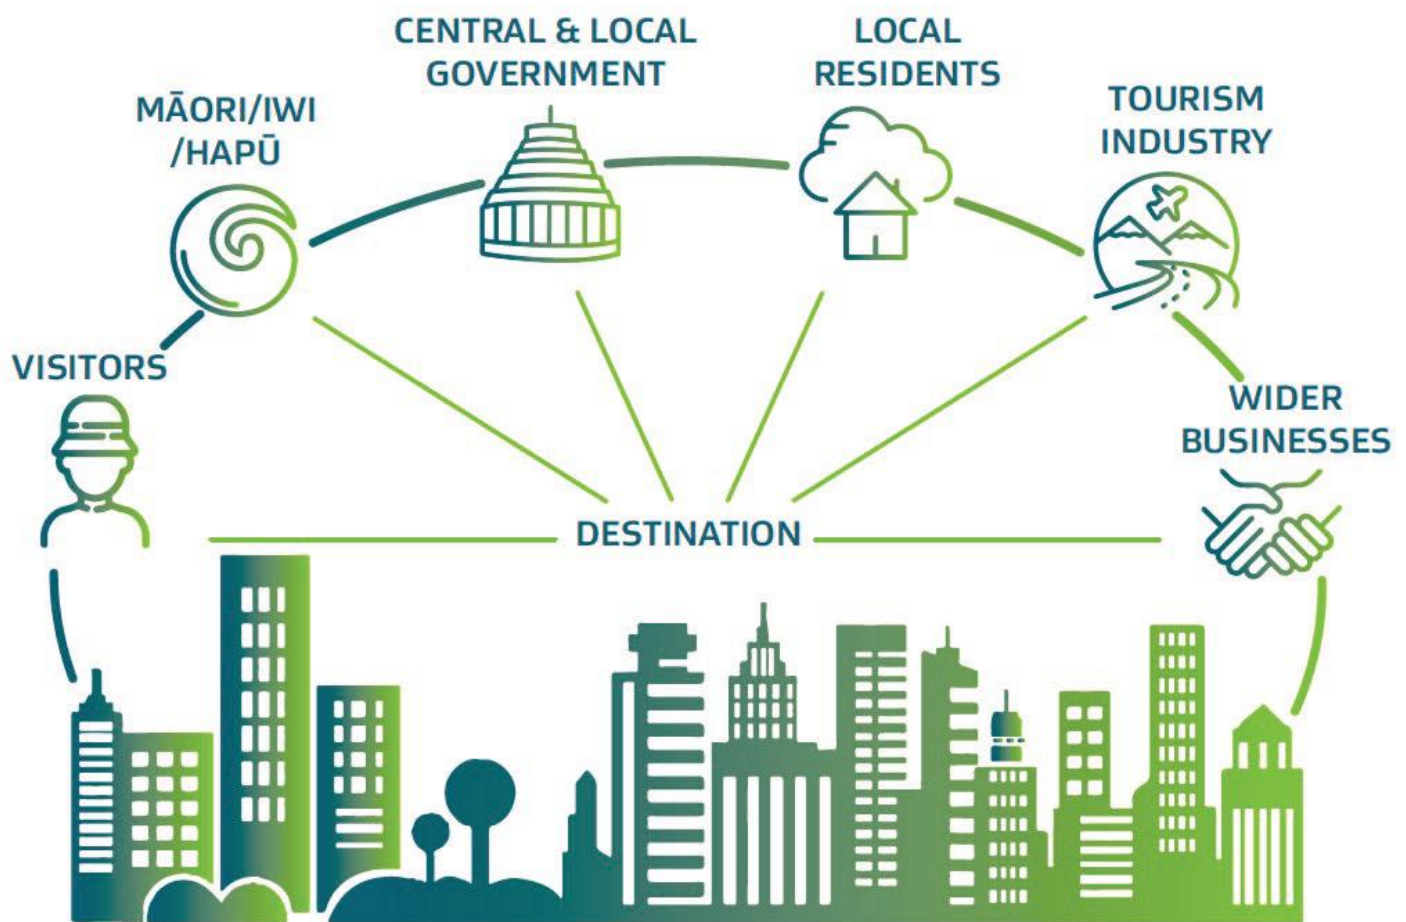 CENTRAL & LOCAL
GOVERNMENT
LOCAL
RESIDENTS
MĀORI/IWI
/HAPŪ
TOURISM
INDUSTRY
VISITORS
WIDER
BUSINESSES
DESTINATION